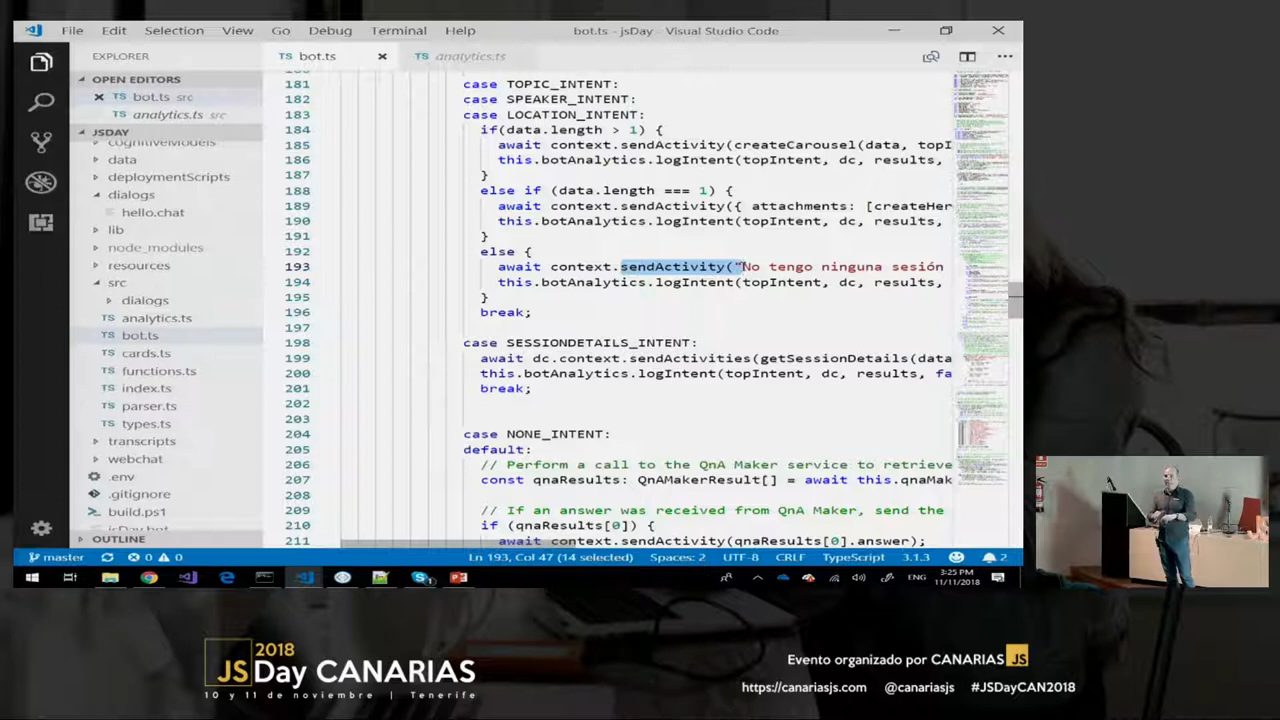 File Edit Selection View Go Debug Terminal Help bot.ts - jsDay - Visual Studio Code
EXPLORER
OPEN EDITORS
bot.ts src
analytics.ts src
JSDAY
data
deploymentScripts
dialogs
hello.chat
node_modules
resources
dialogs
analytics.ts
bot.ts
cards.ts
functions.ts
index.ts
parser.ts
types.ts
transcripts
webchat
.gitignore
build.ps1
jsDay.bot
OUTLINE
TS bot.ts
TS analytics.ts
181 case TOPIC_INTENT:
182 case SPEAKER_INTENT:
183 case LOCATION_INTENT:
184 if(data.length > 1) {
185 await context.sendActivity(createCarousel(data, topI
186 this.botAnalytics.logIntent(topIntent, dc, results,
187 }
188 else if (data.length === 1) {
189 await context.sendActivity({ attachments: [createHer
190 this.botAnalytics.logIntent(topIntent, dc, results,
191 }
192 else {
193 await context.sendActivity("No tengo ninguna sesión
194 this.botAnalytics.logIntent(topIntent, dc, results,
195 }
196 break;
197
198 case SESSIONDETAILS_INTENT:
199 await dc.context.sendActivities(getSessionDetails(data
200 this.botAnalytics.logIntent(topIntent, dc, results, fa
201 break;
202
203
204 case NONE_INTENT:
205 default:
206 // Perform a call to the QnA Maker service to retrieve
207 const qnaResults: QnAMakerResult[] = await this.qnaMak
208
209 // If an answer was received from QnA Maker, send the
210 if (qnaResults[0]) {
211 await context.sendActivity(qnaResults[0].answer);
master 0 0 Ln 193, Col 47 (14 selected) Spaces: 2 UTF-8 CRLF TypeScript 3.1.3 2
ENG 3:25 PM
11/11/2018
2018
JSDay CANARIAS
10 y 11 de noviembre | Tenerife
Evento organizado por CANARIAS JS
https://canariasjs.com @canariasjs #JSDayCAN2018